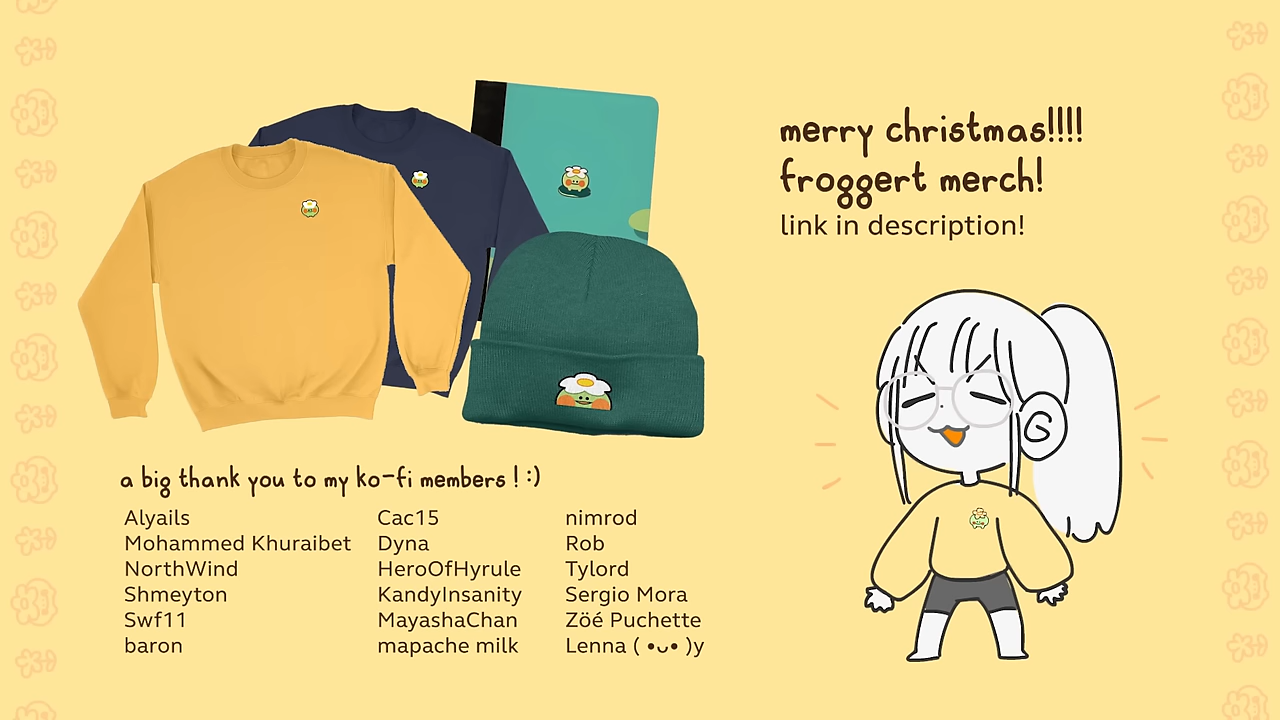 merry christmas!!!!
froggert merch!
link in description!
a big thank you to my ko-fi members ! :)
Alyails
Mohammed Khuraibet
NorthWind
Shmeyton
Swf11
baron
Cac15
Dyna
HeroOfHyrule
KandyInsanity
MayashaChan
mapache milk
nimrod
Rob
Tylord
Sergio Mora
Zöé Puchette
Lenna ( •ᴗ• )y